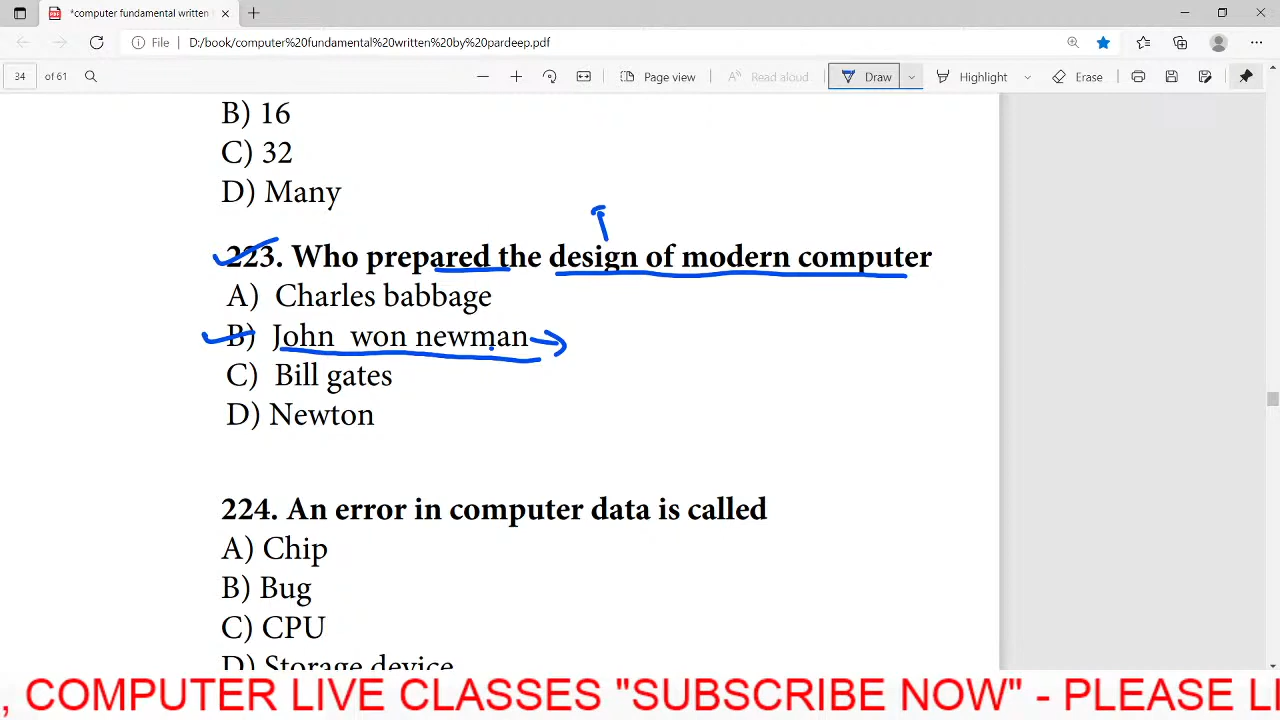 *computer fundamental written
File D:/book/computer%20fundamental%20written%20by%20pardeep.pdf
34 of 61 Page view Read aloud Draw Highlight Erase
B) 16
C) 32
D) Many
223. Who prepared the design of modern computer
A) Charles babbage
B) John won newman
C) Bill gates
D) Newton
224. An error in computer data is called
A) Chip
B) Bug
C) CPU
D) Storage device
, COMPUTER LIVE CLASSES "SUBSCRIBE NOW" - PLEASE LI